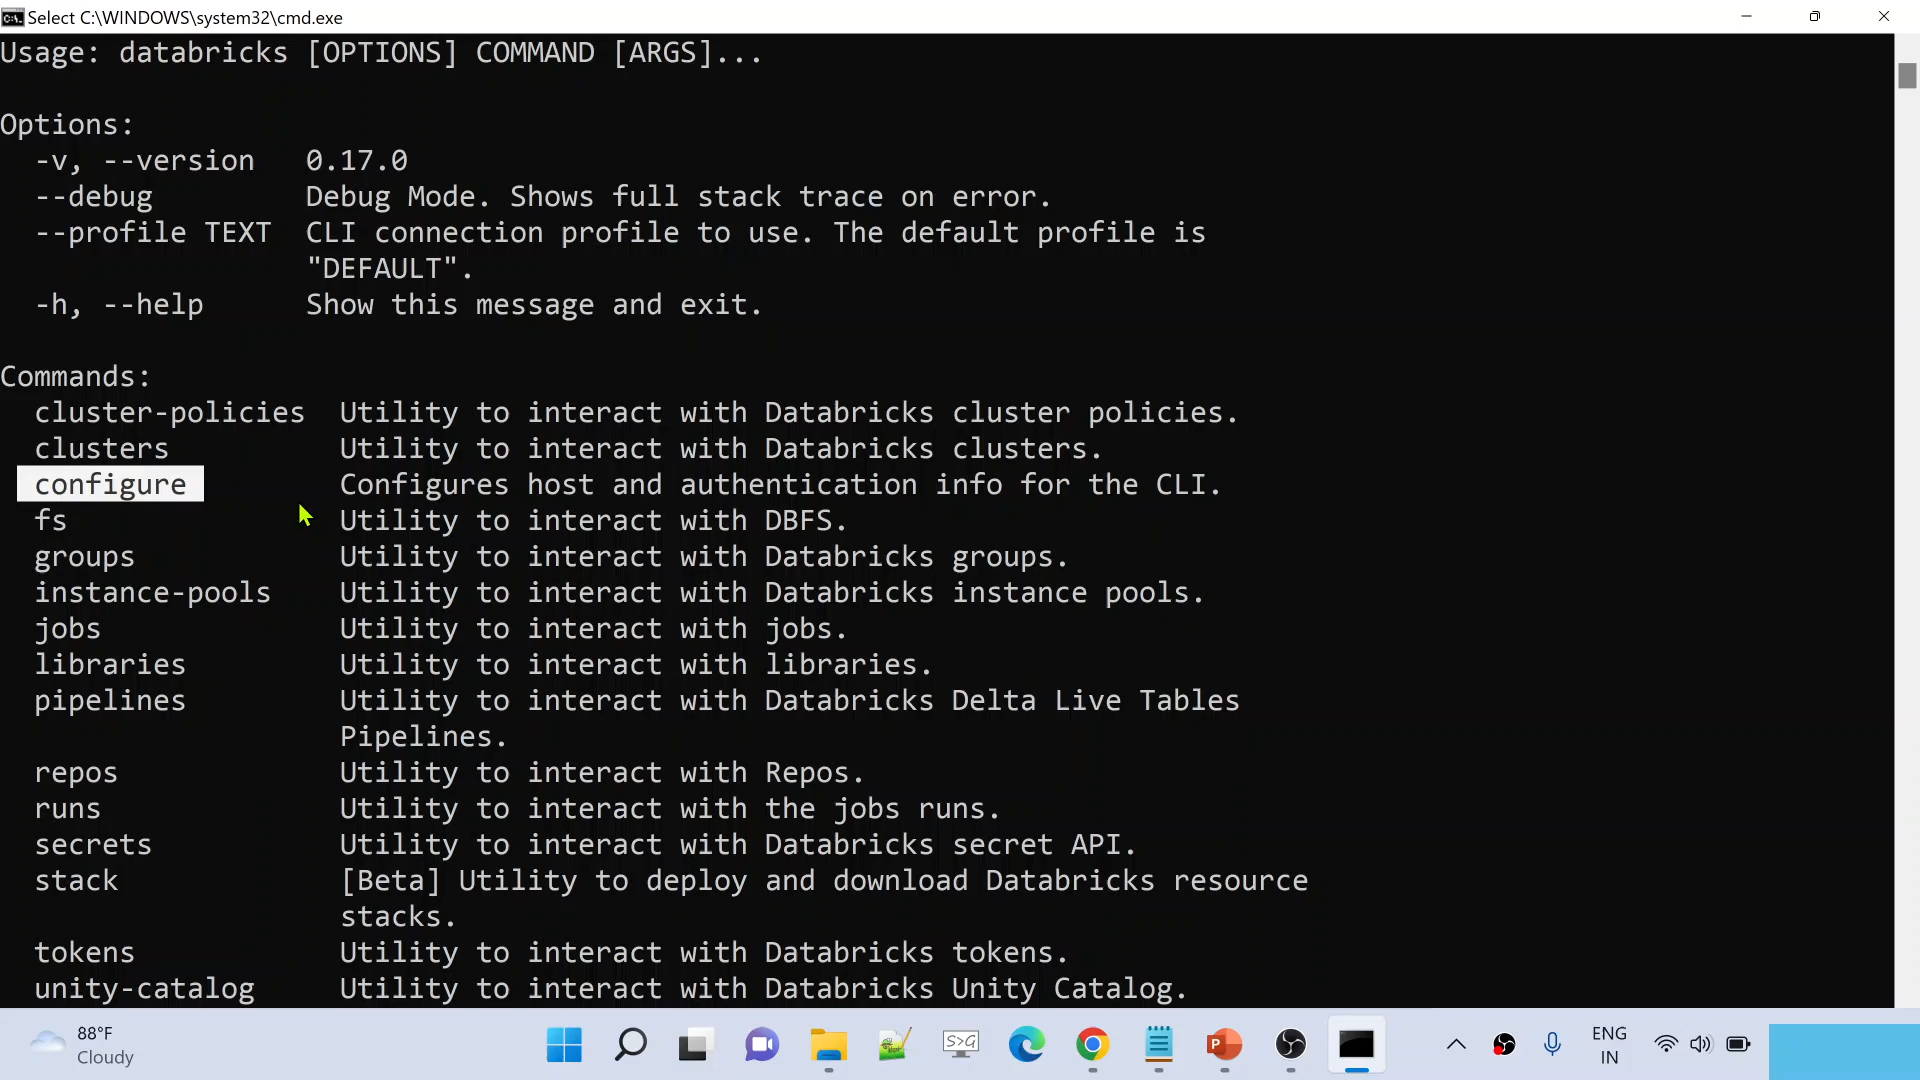 Select C:\WINDOWS\system32\cmd.exe
Usage: databricks [OPTIONS] COMMAND [ARGS]...
Options:
-v, --version 0.17.0
--debug Debug Mode. Shows full stack trace on error.
--profile TEXT CLI connection profile to use. The default profile is
"DEFAULT".
-h, --help Show this message and exit.
Commands:
cluster-policies Utility to interact with Databricks cluster policies.
clusters Utility to interact with Databricks clusters.
configure Configures host and authentication info for the CLI.
fs Utility to interact with DBFS.
groups Utility to interact with Databricks groups.
instance-pools Utility to interact with Databricks instance pools.
jobs Utility to interact with jobs.
libraries Utility to interact with libraries.
pipelines Utility to interact with Databricks Delta Live Tables
Pipelines.
repos Utility to interact with Repos.
runs Utility to interact with the jobs runs.
secrets Utility to interact with Databricks secret API.
stack [Beta] Utility to deploy and download Databricks resource
stacks.
tokens Utility to interact with Databricks tokens.
unity-catalog Utility to interact with Databricks Unity Catalog.
88°F
Cloudy
S>G
P
ENG
IN